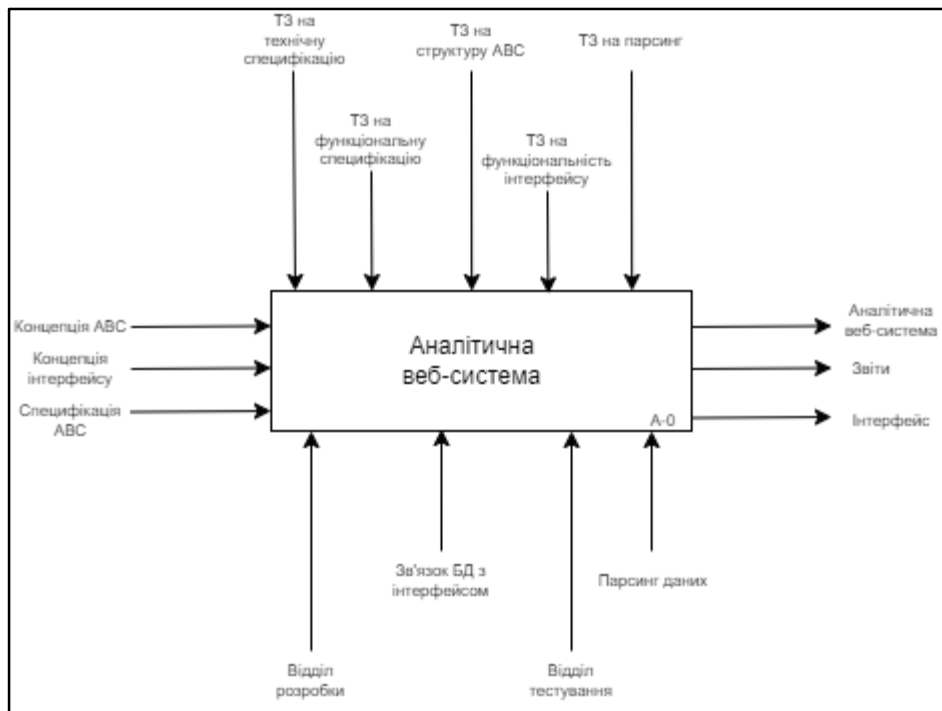 ТЗ на
технічну
специфікацію
ТЗ на
структуру АВС
ТЗ на парсинг
ТЗ на
функціональну
специфікацію
ТЗ на
функціональність
інтерфейсу
Концепція АВС
Концепція
інтерфейсу
Специфікація
АВС
Аналітична
веб-система
А-0
Аналітична
веб-система
Звіти
Інтерфейс
Зв'язок БД з
інтерфейсом
Парсинг даних
Відділ
розробки
Відділ
тестування